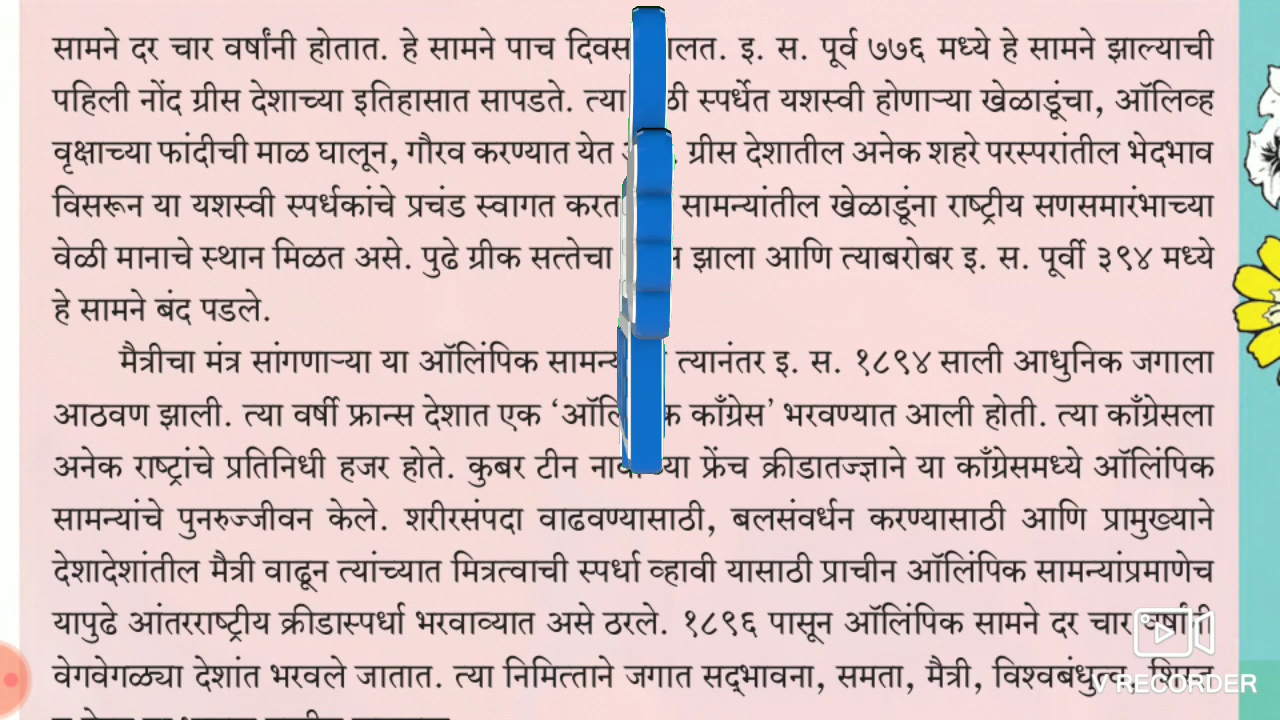 सामने दर चार वर्षांनी होतात. हे सामने पाच दिवस इ. स. पूर्व ७७६ मध्ये हे सामने झाल्याची
पहिली नोंद ग्रीस देशाच्या इतिहासात सापडते. त्या स्पर्धेत यशस्वी होणाऱ्या खेळाडूंचा, ऑलिव्ह
वृक्षाच्या फांदीची माळ घालून, गौरव करण्यात येत ग्रीस देशातील अनेक शहरे परस्परांतील भेदभाव
विसरून या यशस्वी स्पर्धकांचे प्रचंड स्वागत सामन्यांतील खेळाडूंना राष्ट्रीय सणसमारंभाच्या
वेळी मानाचे स्थान मिळत असे. पुढे ग्रीक सत्तेचा झाला आणि त्याबरोबर इ. स. पूर्वी ३९४ मध्ये
हे सामने बंद पडले.
मैत्रीचा मंत्र सांगणाऱ्या या ऑलिंपिक त्यानंतर इ. स. १८९४ साली आधुनिक जगाला
आठवण झाली. त्या वर्षी फ्रान्स देशात एक काँग्रेस’ भरवण्यात आली होती. त्या काँग्रेसला
अनेक राष्ट्रांचे प्रतिनिधी हजर होते. कुबर टीन फ्रेंच क्रीडातज्ज्ञाने या काँग्रेसमध्ये ऑलिंपिक
सामन्यांचे पुनरुज्जीवन केले. शरीरसंपदा वाढवण्यासाठी, बलसंवर्धन करण्यासाठी आणि प्रामुख्याने
देशादेशांतील मैत्री वाढून त्यांच्यात मित्रत्वाची स्पर्धा व्हावी यासाठी प्राचीन ऑलिंपिक सामन्यांप्रमाणेच
यापुढे आंतरराष्ट्रीय क्रीडास्पर्धा भरवाव्यात असे ठरले. १८९६ पासून ऑलिंपिक सामने दर चार वर्षांनी
वेगवेगळ्या देशांत भरवले जातात. त्या निमित्ताने जगात सद्भावना, समता, मैत्री, विश्वबंधुत्व,
V RECORDER